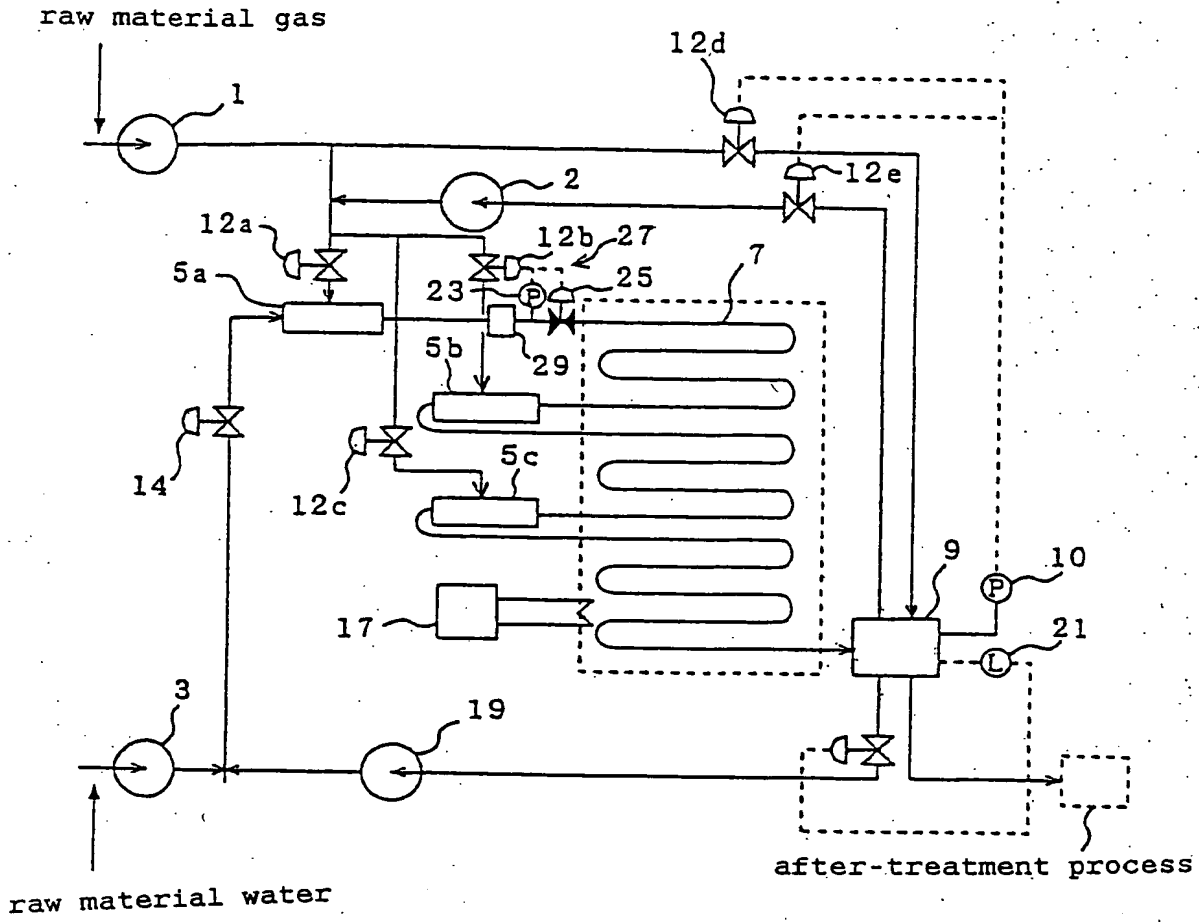 raw material gas
1
12d
2
12e
12a
12b
27
5a
23
P
25
7
29
5b
14
12c
5c
9
P
10
17
L
21
3
19
after-treatment process
raw material water